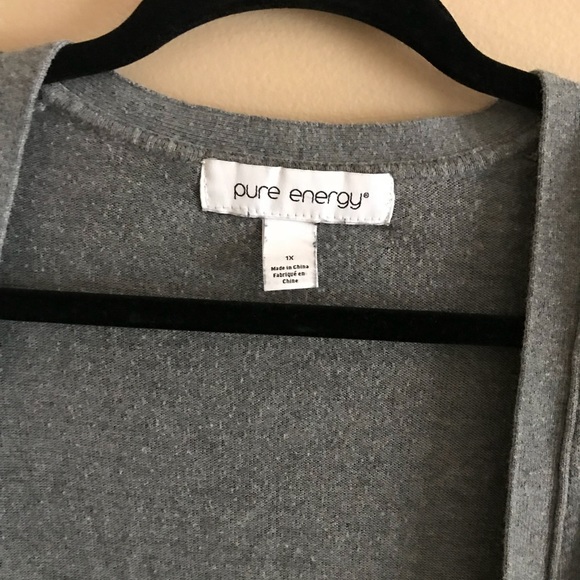 pure energy®
1X
Made in China
Fabriqué en
Chine